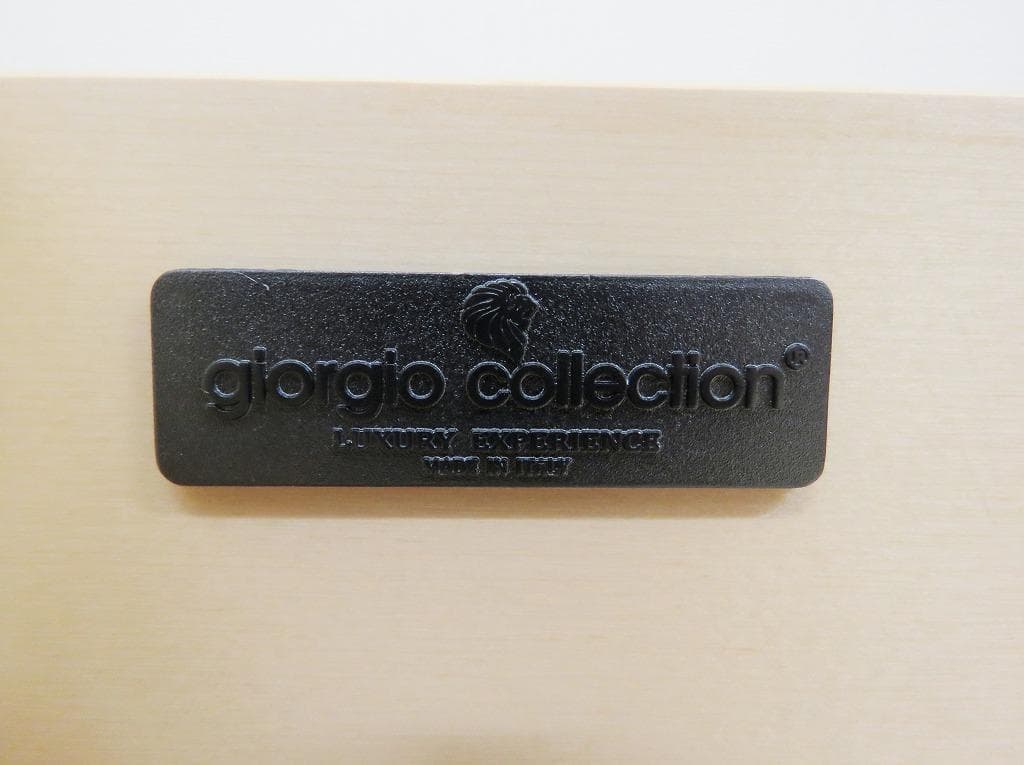 giorgio collection®
LUXURY EXPERIENCE
MADE IN ITALY